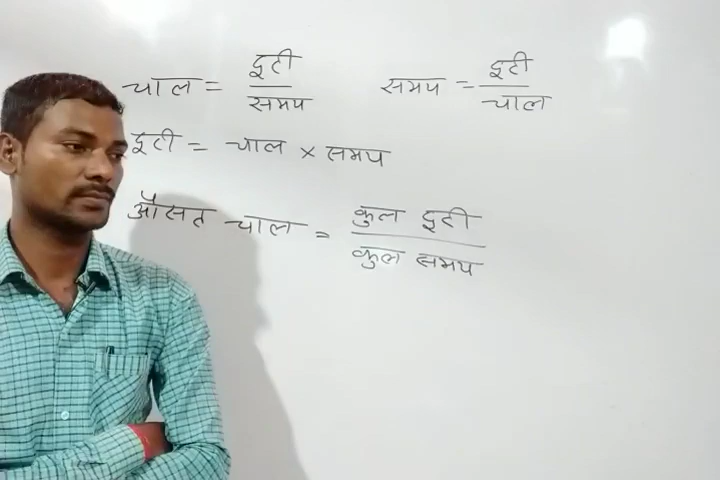 चाल = दूरी / समय    समय = दूरी / चाल
दूरी = चाल × समय
औसत चाल = कुल दूरी / कुल समय